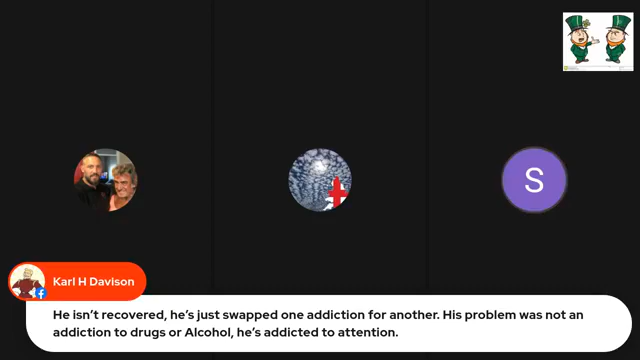 S
Karl H Davison
He isn't recovered, he's just swapped one addiction for another. His problem was not an
addiction to drugs or Alcohol, he's addicted to attention.